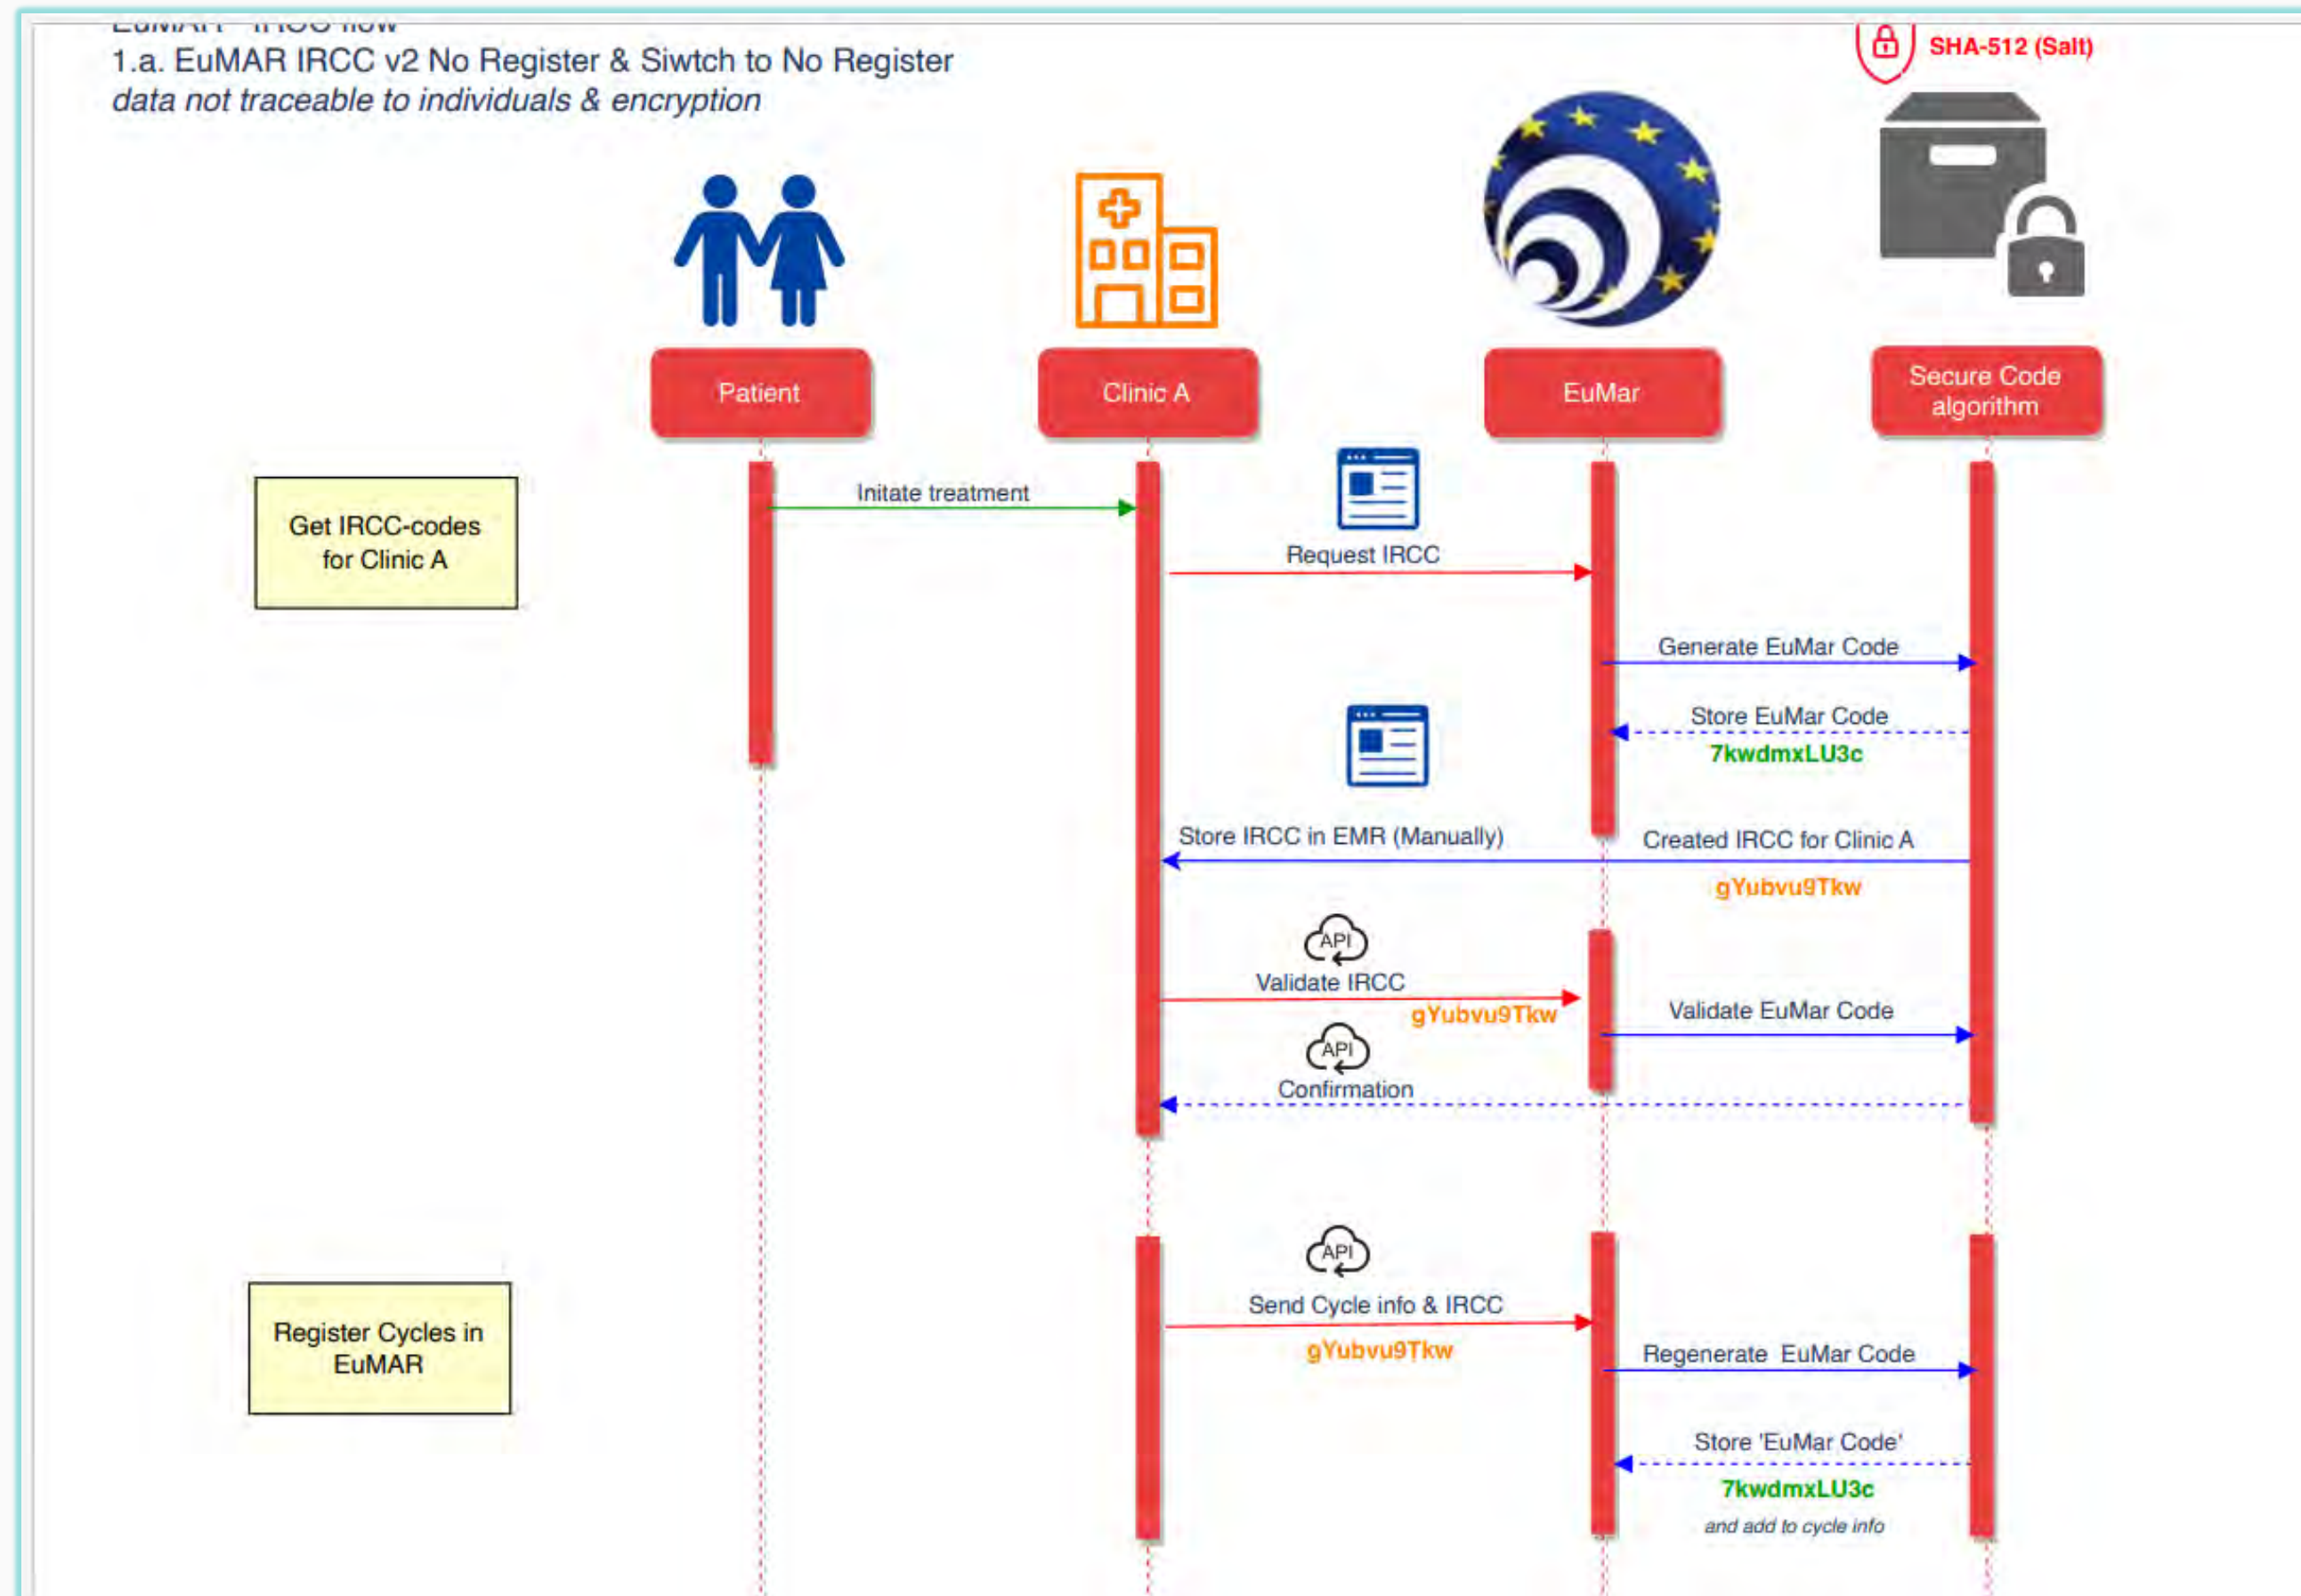 EuMAR - IRCC flow
1.a. EuMAR IRCC v2 No Register & Siwtch to No Register
data not traceable to individuals & encryption
SHA-512 (Salt)
Patient
Clinic A
EuMar
Secure Code
algorithm
Get IRCC-codes
for Clinic A
Initate treatment
Request IRCC
Generate EuMar Code
Store EuMar Code
7kwdmxLU3c
Store IRCC in EMR (Manually)
Created IRCC for Clinic A
gYubvu9Tkw
API
Validate IRCC
gYubvu9Tkw
Validate EuMar Code
API
Confirmation
API
Register Cycles in
EuMAR
Send Cycle info & IRCC
gYubvu9Tkw
Regenerate EuMar Code
Store 'EuMar Code'
7kwdmxLU3c
and add to cycle info